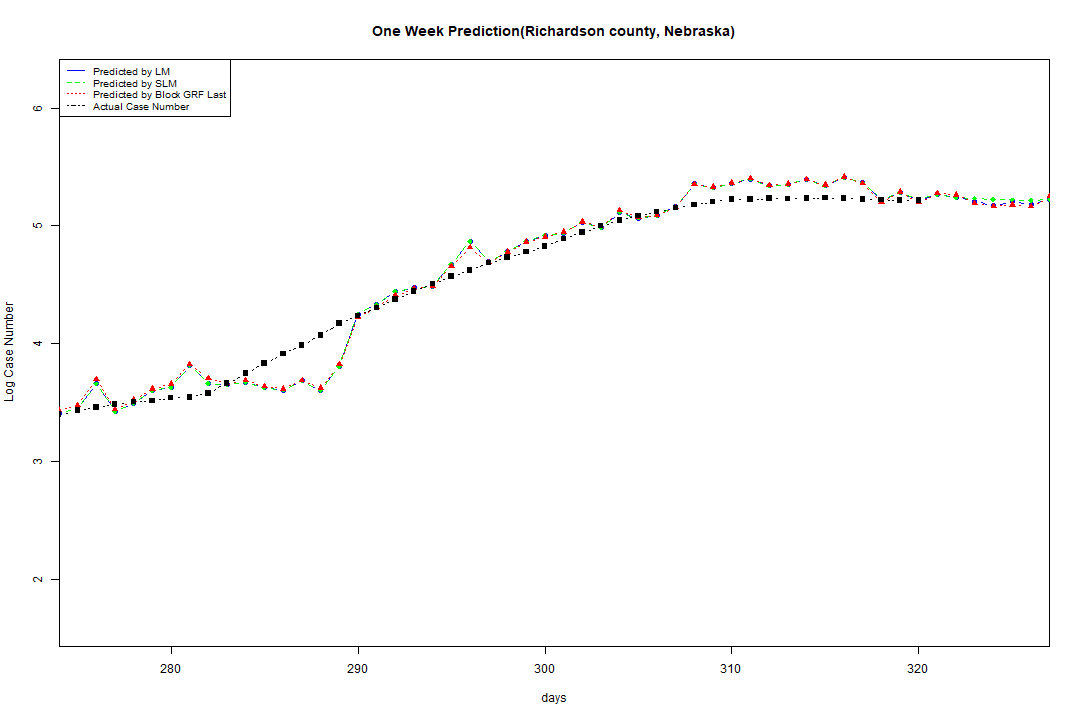 One Week Prediction(Richardson county, Nebraska)
Predicted by LM
Predicted by SLM
Predicted by Block GRF Last
Actual Case Number
6
5
4
3
2
Log Case Number
280 290 300 310 320
days